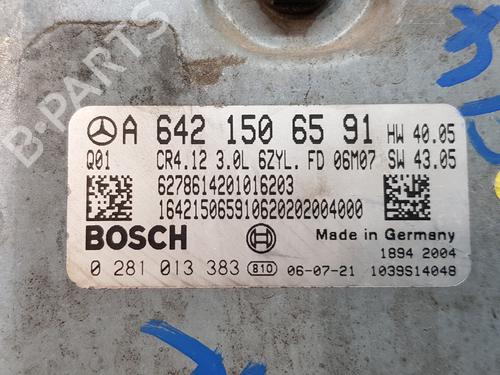 B-PARTS
A 642 150 65 91 HW 40.05
Q01 CR4.12 3.0L 6ZYL. FD 06M07 SW 43.05
6278614201016203
164215065910620202004000
BOSCH Made in Germany
1894 2004
0 281 013 383 810 06-07-21 1039S14048